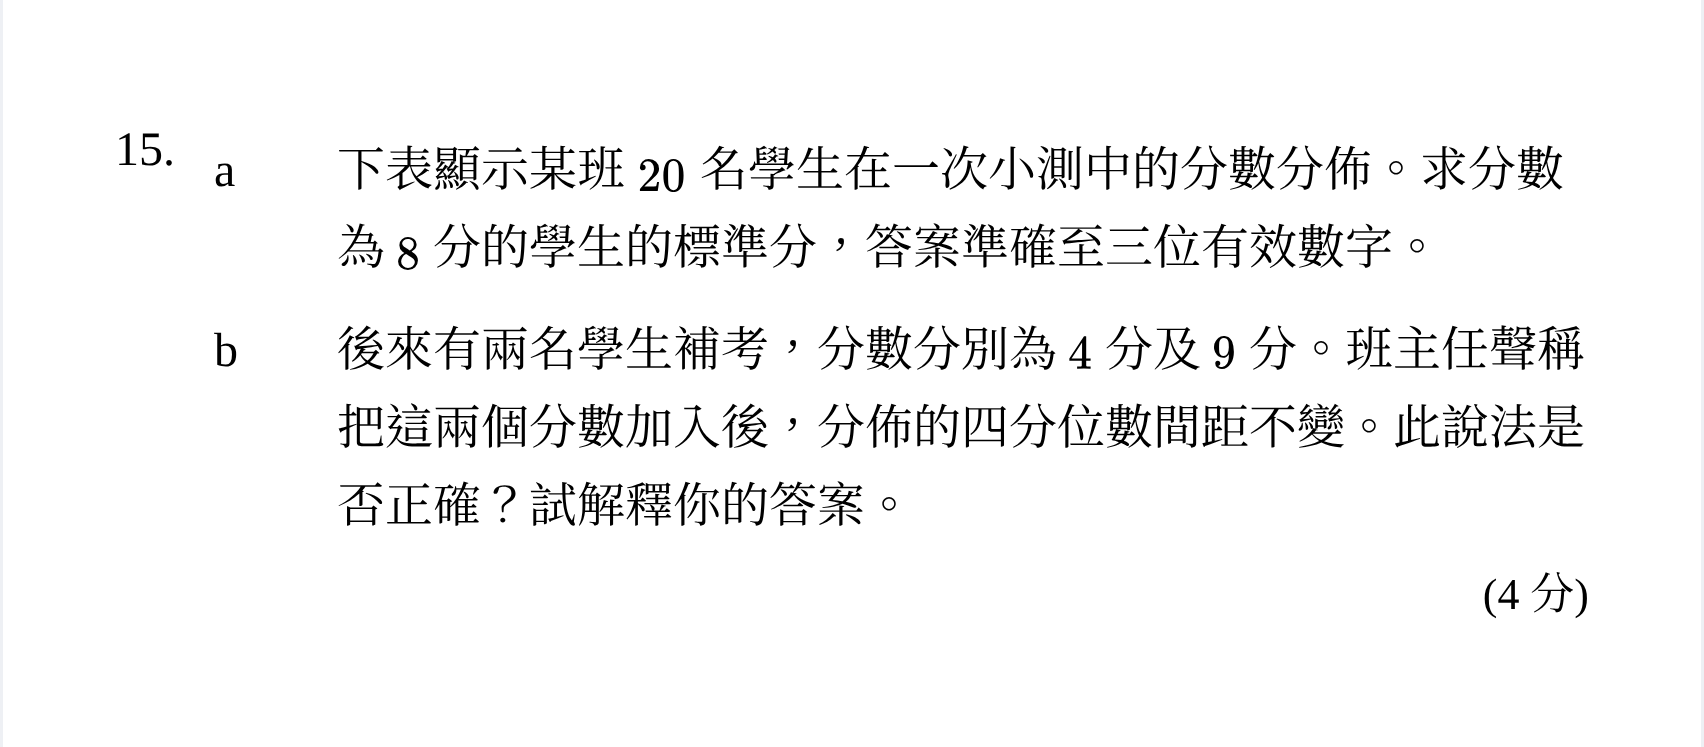 15. a 下表顯示某班 20 名學生在一次小測中的分數分佈。求分數
為 8 分的學生的標準分，答案準確至三位有效數字。
b 後來有兩名學生補考，分數分別為 4 分及 9 分。班主任聲稱
把這兩個分數加入後，分佈的四分位數間距不變。此說法是
否正確？試解釋你的答案。
(4 分)